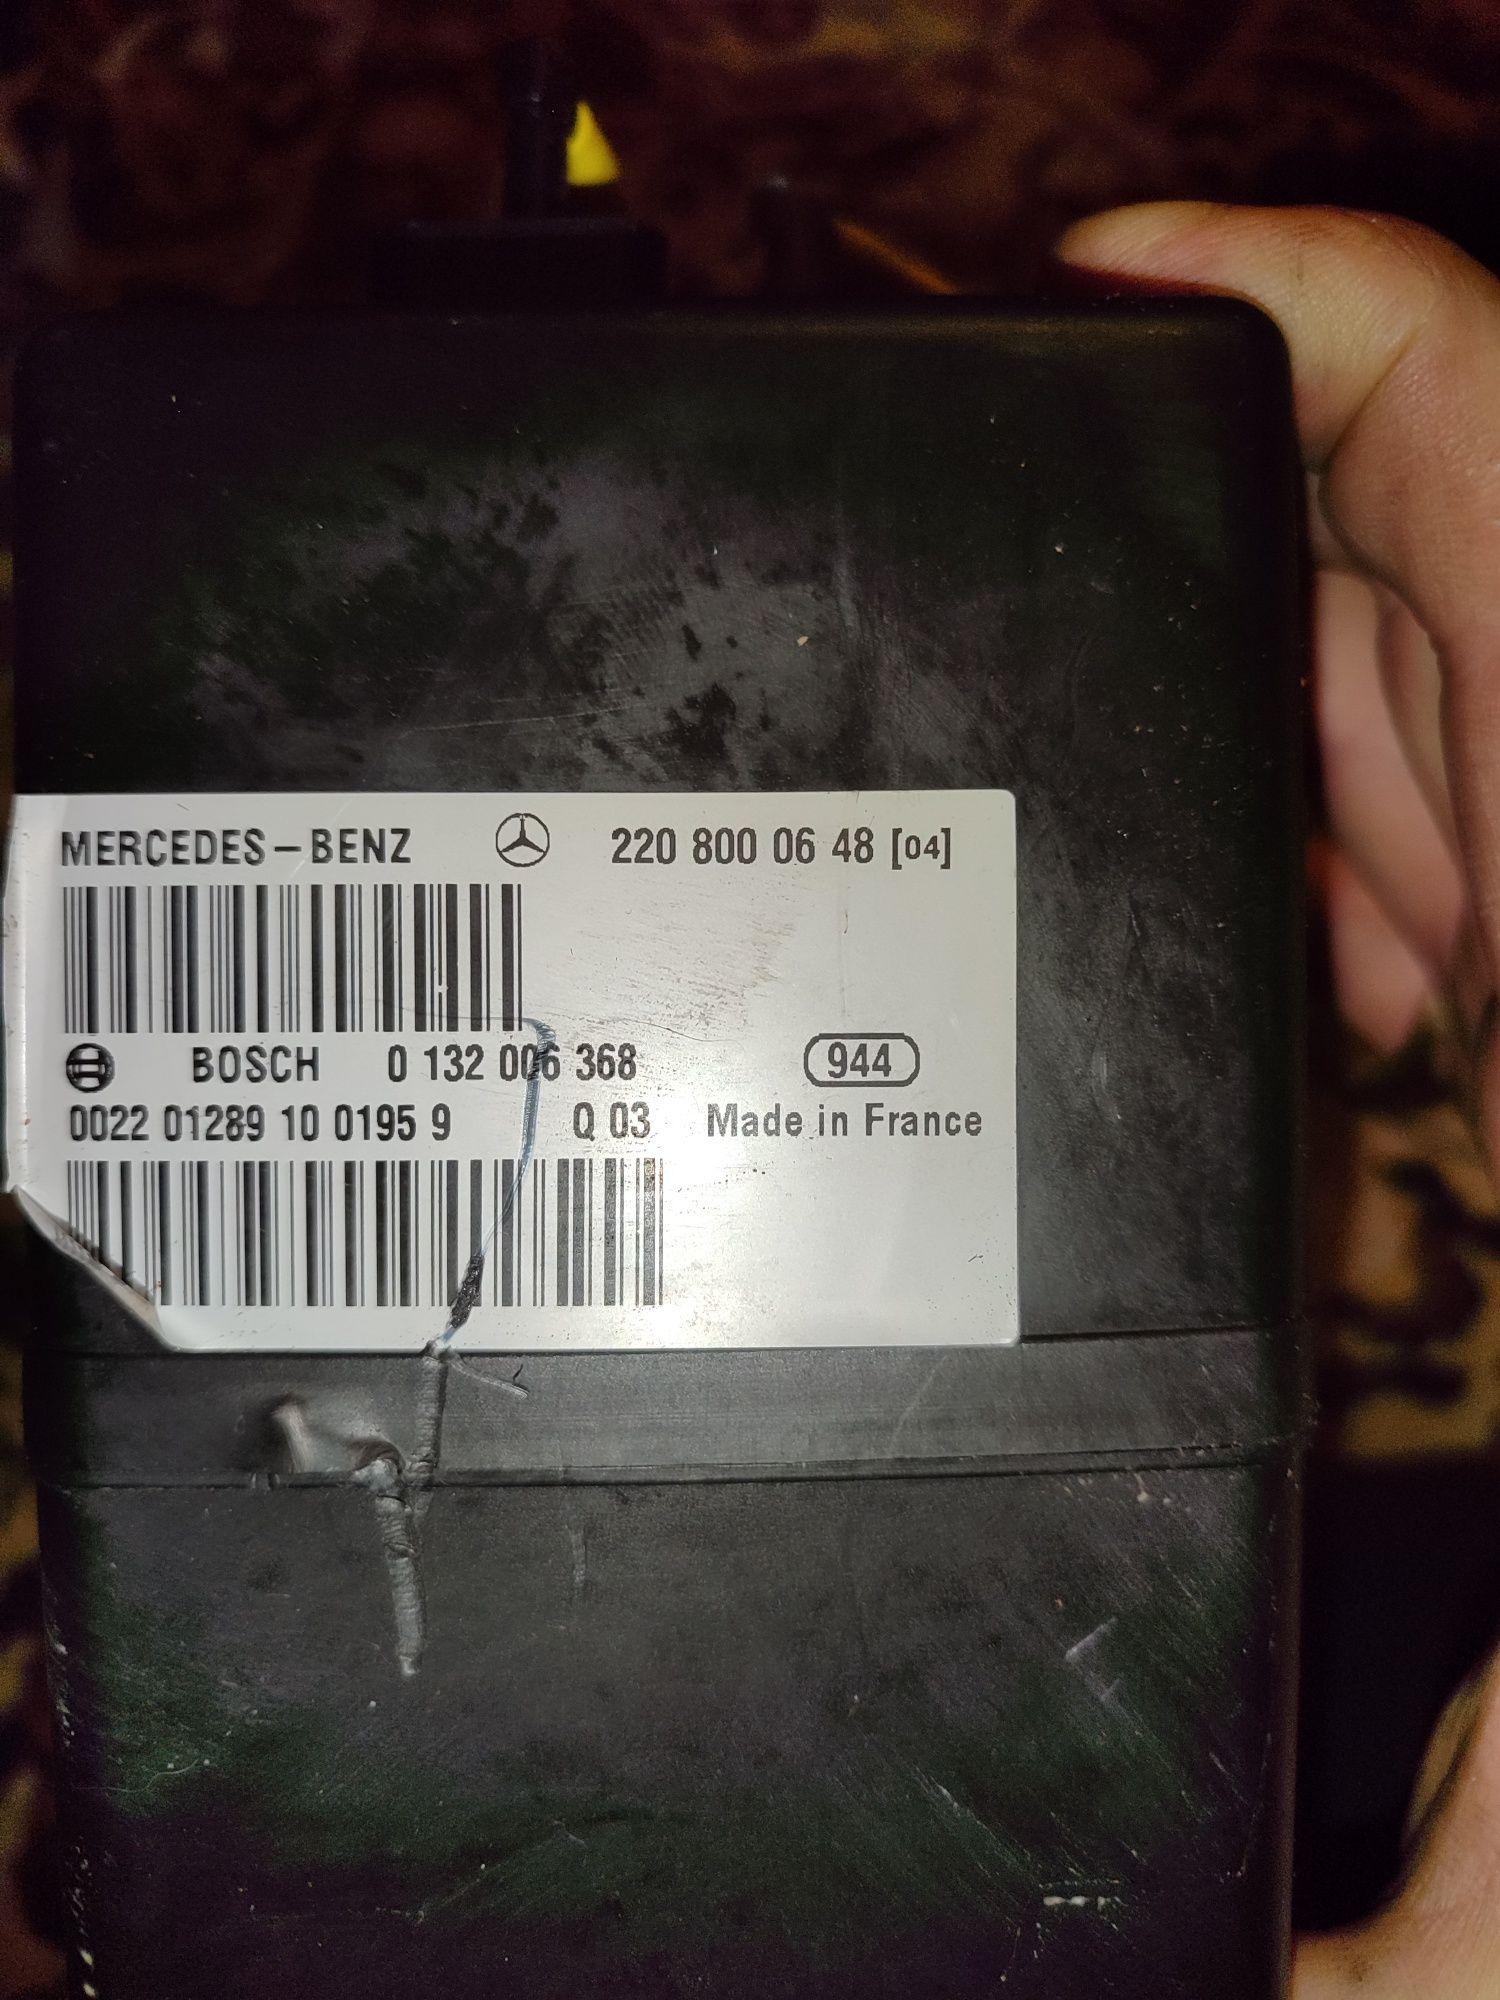 MERCEDES-BENZ 220 800 06 48 [04]
BOSCH 0 132 006 368 944
0022 01289 10 0195 9 Q 03 Made in France